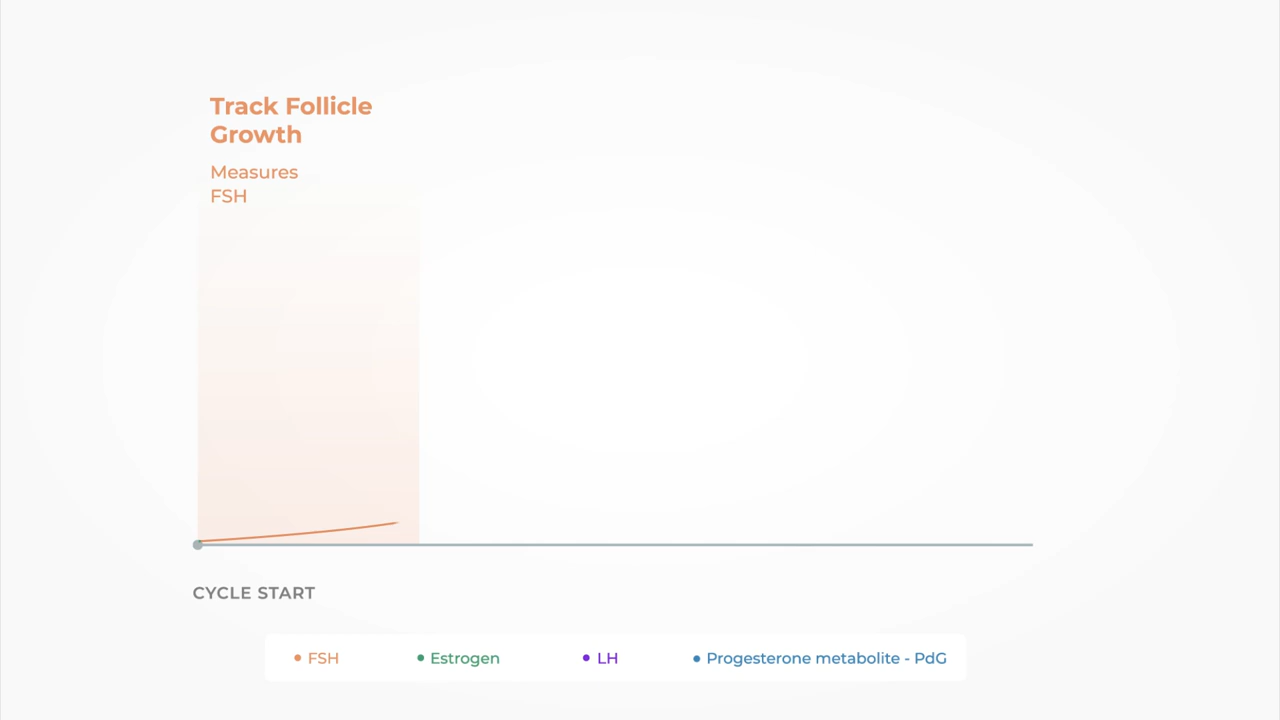 Track Follicle
Growth
Measures
FSH
CYCLE START
FSH
Estrogen
LH
Progesterone metabolite - PdG